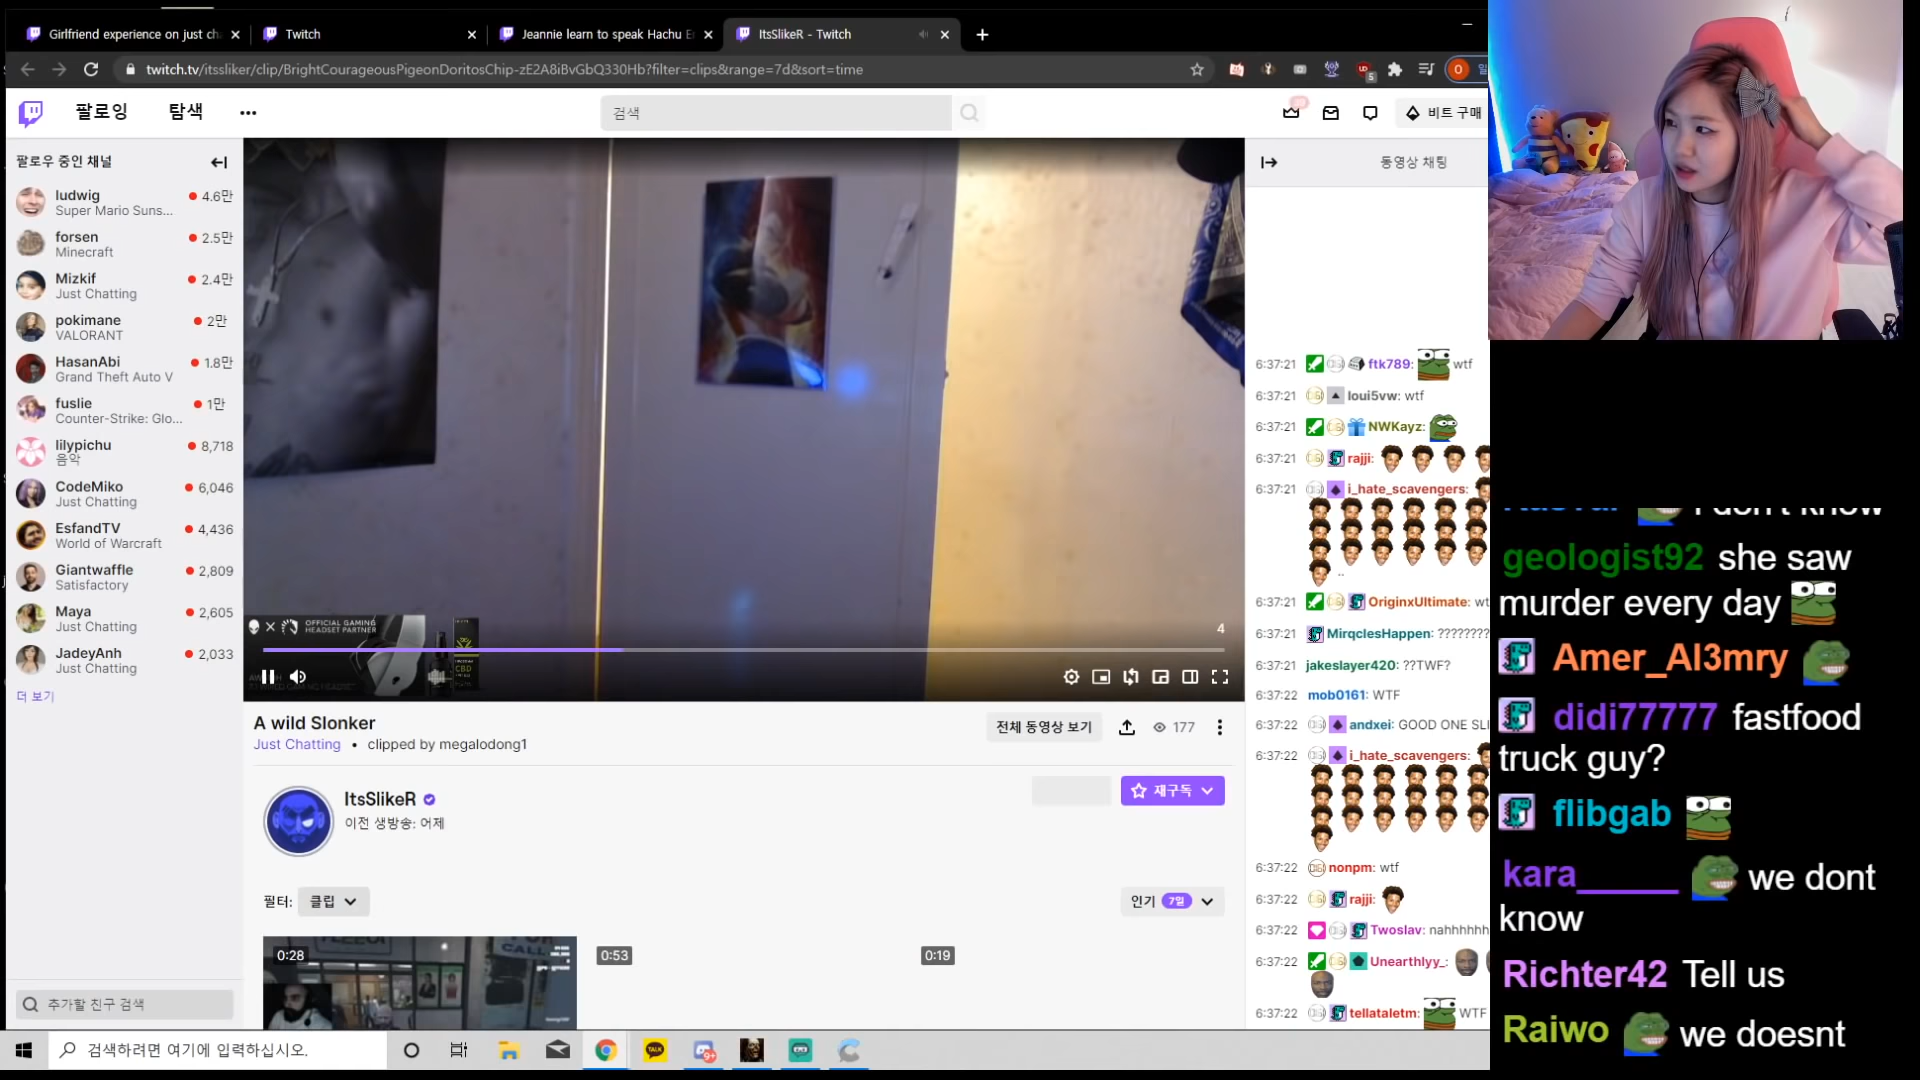 Girlfriend experience on just ch
Twitch
Jeannie learn to speak Hachu E
ItsSlikeR - Twitch
twitch.tv/itssliker/clip/BrightCourageousPigeonDoritosChip-zE2A8iBvGbQ330Hb?filter=clips&range=7d&sort=time
팔로잉
탐색
검색
비트 구매
팔로우 중인 채널
ludwig 4.6만
Super Mario Suns...
forsen 2.5만
Minecraft
Mizkif 2.4만
Just Chatting
pokimane 2만
VALORANT
HasanAbi 1.8만
Grand Theft Auto V
fuslie 1만
Counter-Strike: Glo...
lilypichu 8,718
음악
CodeMiko 6,046
Just Chatting
EsfandTV 4,436
World of Warcraft
Giantwaffle 2,809
Satisfactory
Maya 2,605
Just Chatting
JadeyAnh 2,033
Just Chatting
더 보기
추가할 친구 검색
OFFICIAL GAMING
HEADSET PARTNER
CBD
4
A wild Slonker
Just Chatting • clipped by megalodong1
전체 동영상 보기
177
ItsSlikeR
이전 생방송: 어제
재구독
필터: 클립
인기 7일
0:28
CALL
0:53
0:19
동영상 채팅
6:37:21 ftk789: wtf
6:37:21 loui5vw: wtf
6:37:21 NWKayz:
6:37:21 rajji:
6:37:21 i_hate_scavengers:
6:37:21 OriginxUltimate: wt
6:37:21 MirqclesHappen: ????????
6:37:21 jakeslayer420: ??TWF?
6:37:22 mob0161: WTF
6:37:22 andxei: GOOD ONE SLI
6:37:22 i_hate_scavengers:
6:37:22 nonpm: wtf
6:37:22 rajji:
6:37:22 Twoslav: nahhhhhh
6:37:22 Unearthlyy_:
6:37:22 tellataletm: WTF
I don't know
geologist92 she saw
murder every day
Amer_Al3mry
didi77777 fastfood
truck guy?
flibgab
kara_____ we dont
know
Richter42 Tell us
Raiwo we doesnt
검색하려면 여기에 입력하십시오.
TALK
9+